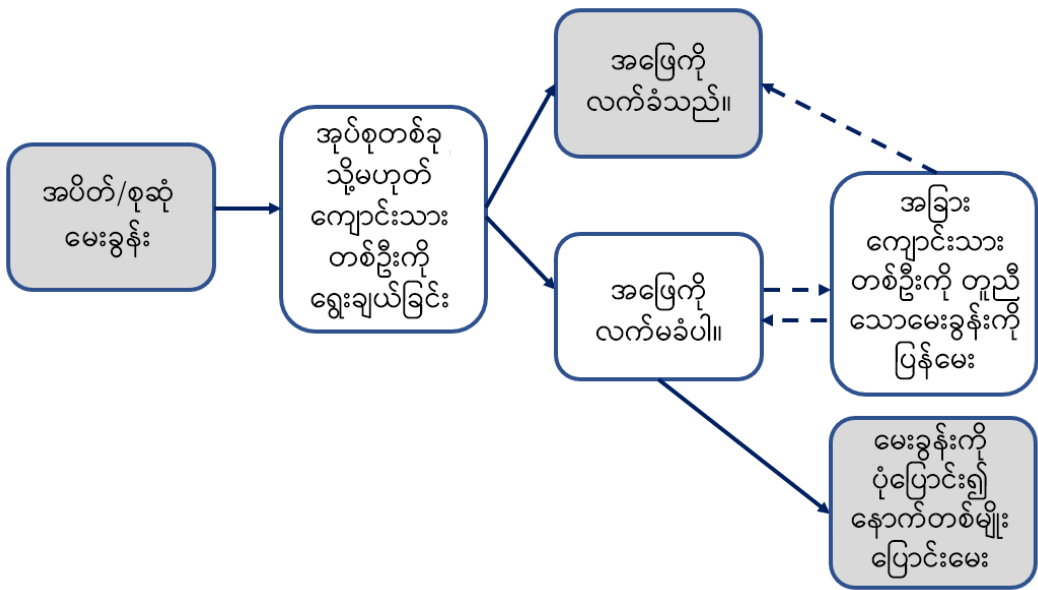 အပိတ်/စုဆုံ
မေးခွန်း
အုပ်စုတစ်ခု
သို့မဟုတ်
ကျောင်းသား
တစ်ဦးကို
ရွေးချယ်ခြင်း
အဖြေကို
လက်ခံသည်။
အဖြေကို
လက်မခံပါ။
အခြား
ကျောင်းသား
တစ်ဦးကို တူညီ
သောမေးခွန်းကို
ပြန်မေး
မေးခွန်းကို
ပုံပြောင်း၍
နောက်တစ်မျိုး
ပြောင်းမေး